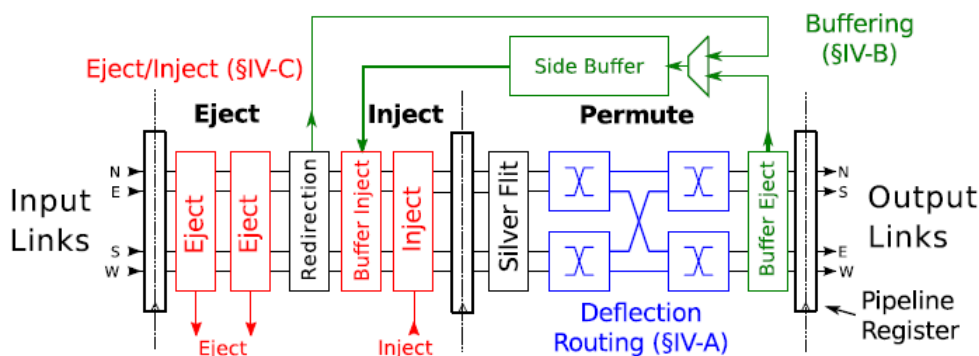 Buffering
(§IV-B)
Side Buffer
Eject/Inject (§IV-C)
Eject
Inject
Permute
Input
Links
N
E
S
W
Eject
Eject
Redirection
Buffer Inject
Inject
Silver Flit
Buffer Eject
N
S
E
W
Output
Links
Eject
Inject
Deflection
Routing (§IV-A)
Pipeline
Register